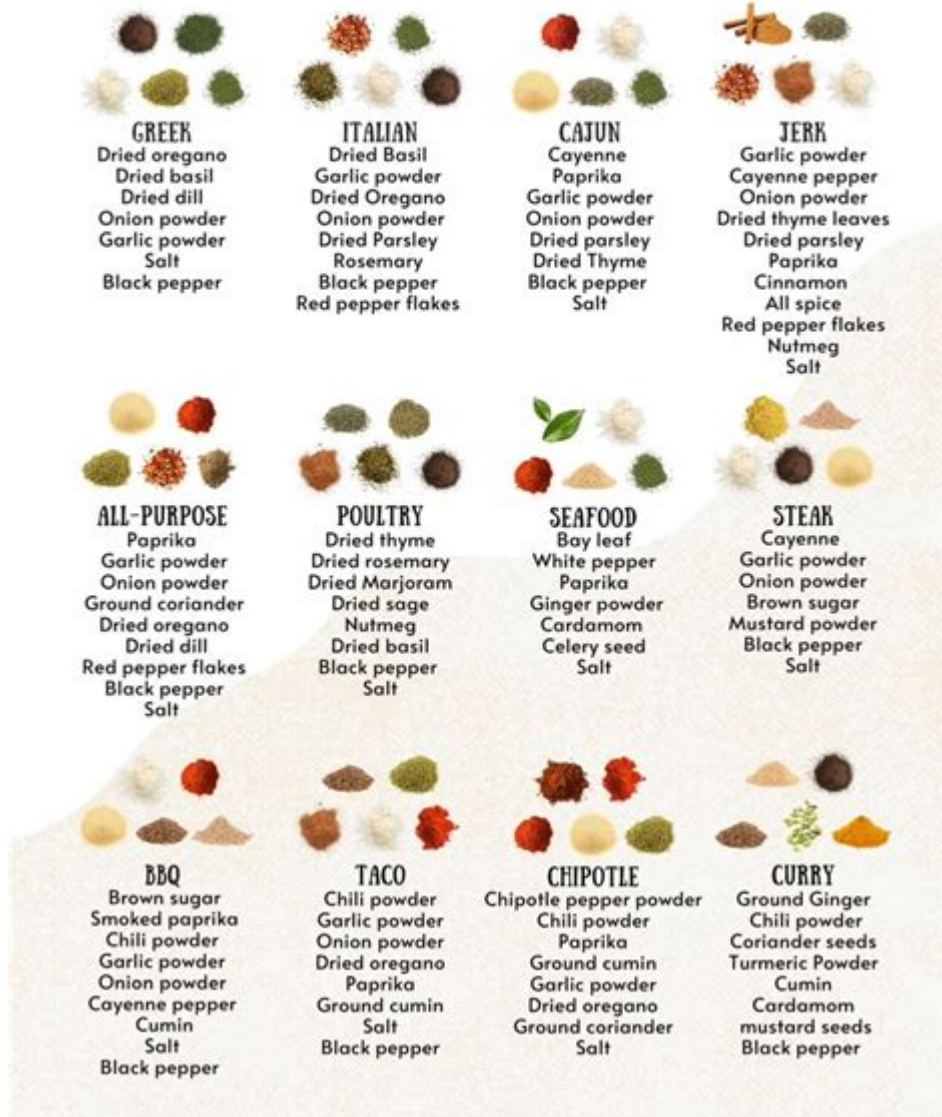 GREEK
Dried oregano
Dried basil
Dried dill
Onion powder
Garlic powder
Salt
Black pepper
ITALIAN
Dried Basil
Garlic powder
Dried Oregano
Onion powder
Dried Parsley
Rosemary
Black pepper
Red pepper flakes
CAJUN
Cayenne
Paprika
Garlic powder
Onion powder
Dried parsley
Dried Thyme
Black pepper
Salt
JERK
Garlic powder
Cayenne pepper
Onion powder
Dried thyme leaves
Dried parsley
Paprika
Cinnamon
All spice
Red pepper flakes
Nutmeg
Salt
ALL-PURPOSE
Paprika
Garlic powder
Onion powder
Ground coriander
Dried oregano
Dried dill
Red pepper flakes
Black pepper
Salt
POULTRY
Dried thyme
Dried rosemary
Dried Marjoram
Dried sage
Nutmeg
Dried basil
Black pepper
Salt
SEAFOOD
Bay leaf
White pepper
Paprika
Ginger powder
Cardamom
Celery seed
Salt
STEAK
Cayenne
Garlic powder
Onion powder
Brown sugar
Mustard powder
Black pepper
Salt
BBQ
Brown sugar
Smoked paprika
Chili powder
Garlic powder
Onion powder
Cayenne pepper
Cumin
Salt
Black pepper
TACO
Chili powder
Garlic powder
Onion powder
Dried oregano
Paprika
Ground cumin
Salt
Black pepper
CHIPOTLE
Chipotle pepper powder
Chili powder
Paprika
Ground cumin
Garlic powder
Dried oregano
Ground coriander
Salt
CURRY
Ground Ginger
Chili powder
Coriander seeds
Turmeric Powder
Cumin
Cardamom
mustard seeds
Black pepper